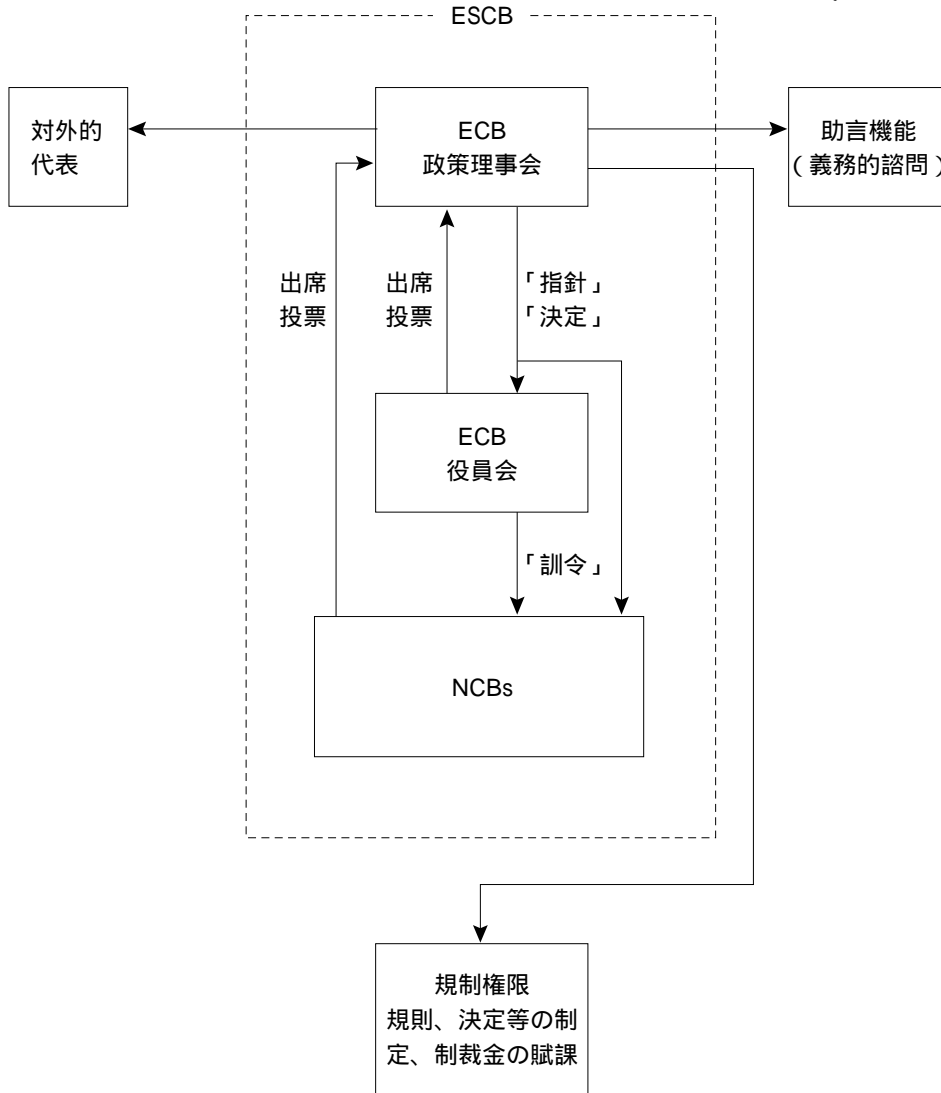 ESCB
対外的
代表
ECB
政策理事会
助言機能
(義務的諮問)
出席
投票
出席
投票
「指針」
「決定」
ECB
役員会
「訓令」
NCBs
規制権限
規則、決定等の制
定、制裁金の賦課